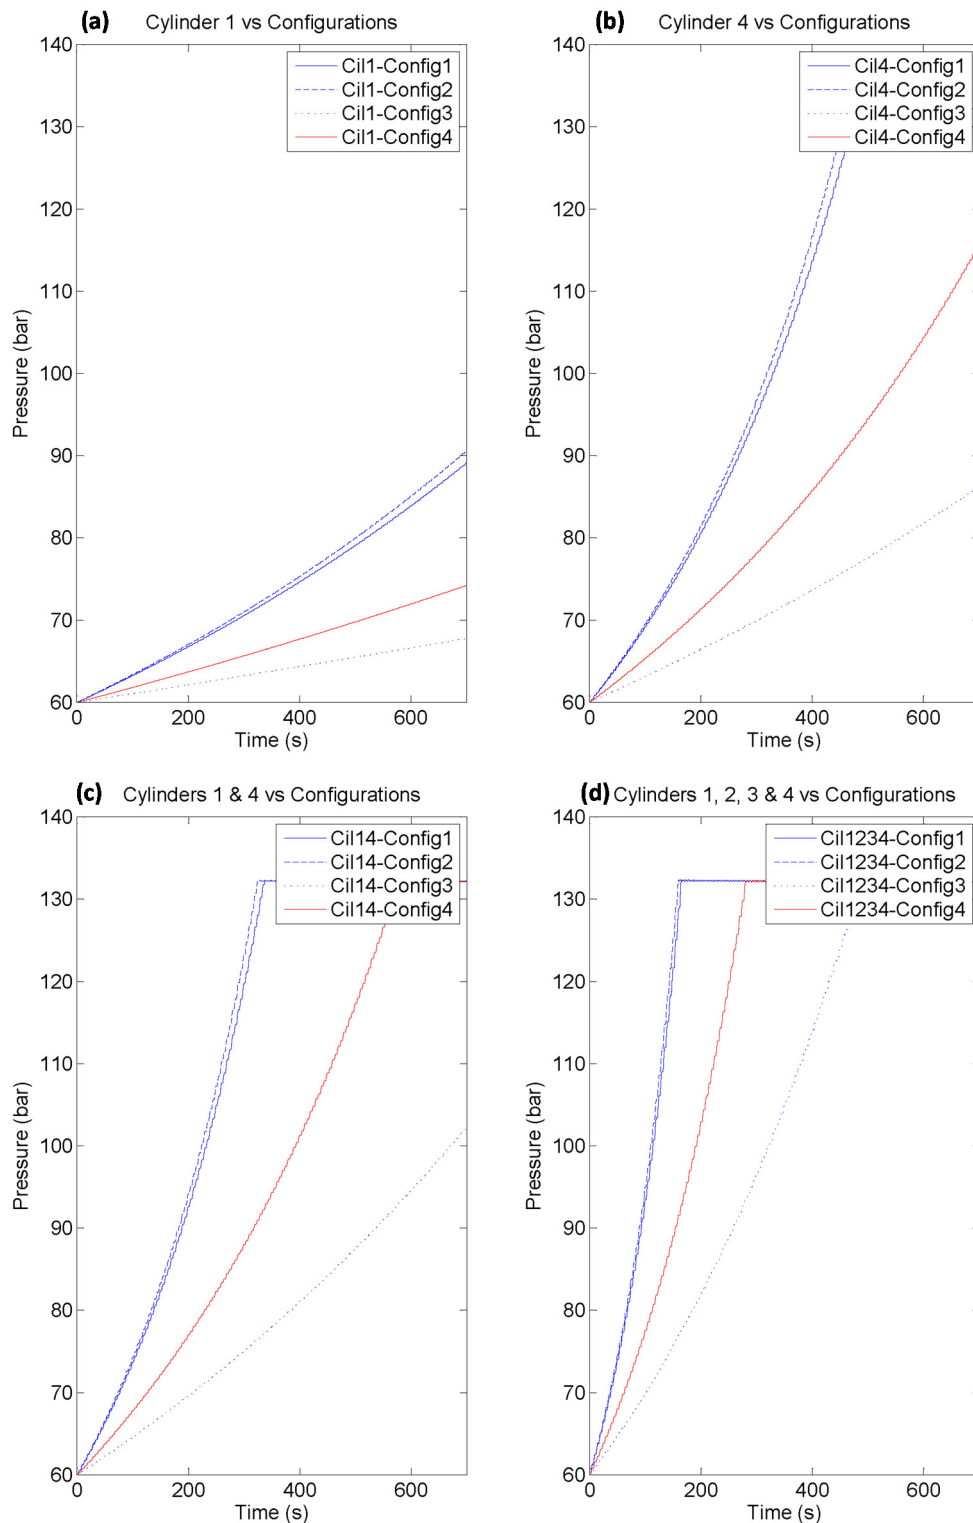 (a) Cylinder 1 vs Configurations
140
130
120
110
100
90
80
70
60
Pressure (bar)
Cil1-Config1
Cil1-Config2
Cil1-Config3
Cil1-Config4
0 200 400 600
Time (s)
(b) Cylinder 4 vs Configurations
140
130
120
110
100
90
80
70
60
Pressure (bar)
Cil4-Config1
Cil4-Config2
Cil4-Config3
Cil4-Config4
0 200 400 600
Time (s)
(c) Cylinders 1 & 4 vs Configurations
140
130
120
110
100
90
80
70
60
Pressure (bar)
Cil14-Config1
Cil14-Config2
Cil14-Config3
Cil14-Config4
0 200 400 600
Time (s)
(d) Cylinders 1, 2, 3 & 4 vs Configurations
140
130
120
110
100
90
80
70
60
Pressure (bar)
Cil1234-Config1
Cil1234-Config2
Cil1234-Config3
Cil1234-Config4
0 200 400 600
Time (s)